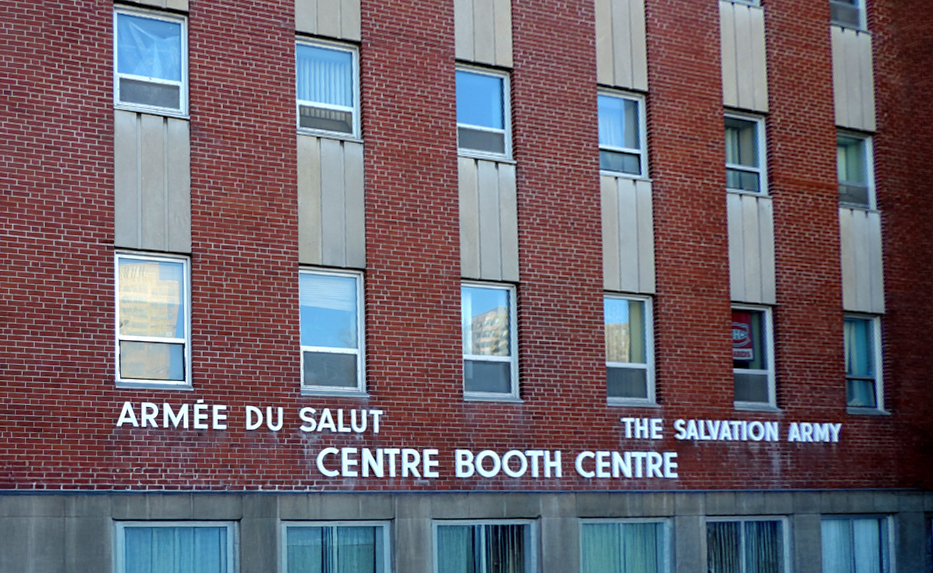 ARMÉE DU SALUT
THE SALVATION ARMY
CENTRE BOOTH CENTRE